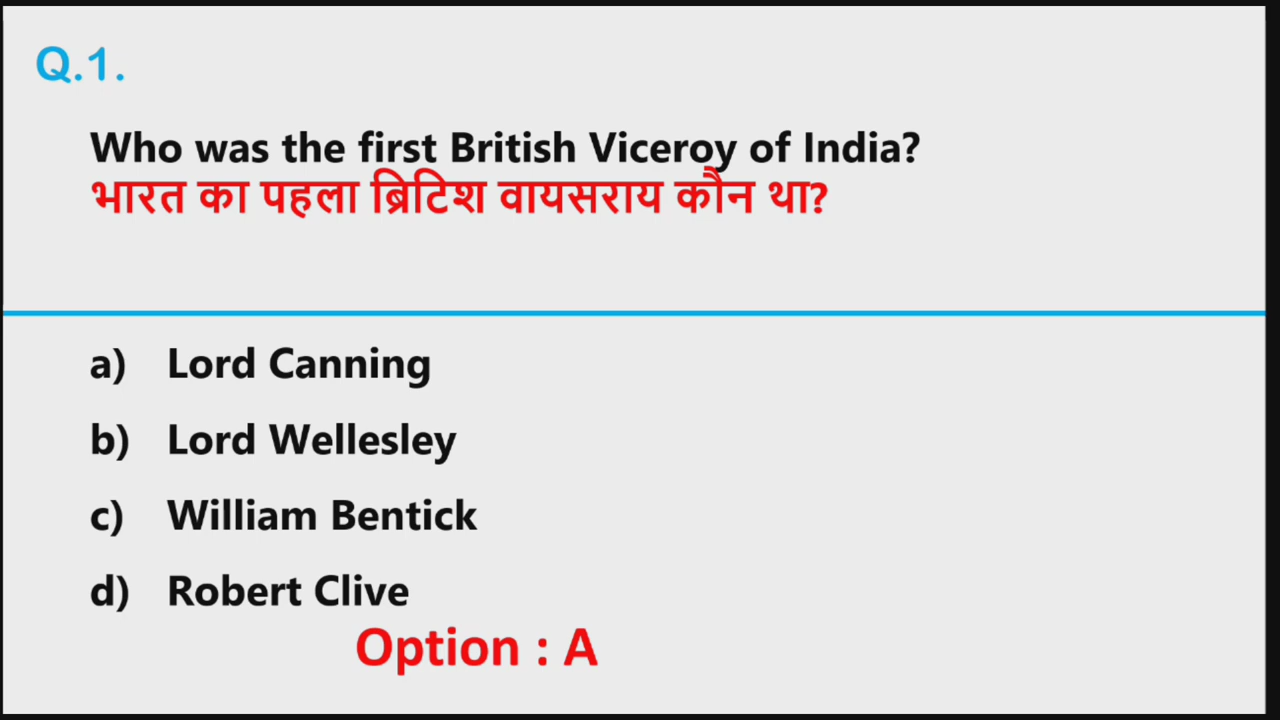 Q.1.
Who was the first British Viceroy of India?
भारत का पहला ब्रिटिश वायसराय कौन था?
a) Lord Canning
b) Lord Wellesley
c) William Bentick
d) Robert Clive
Option : A